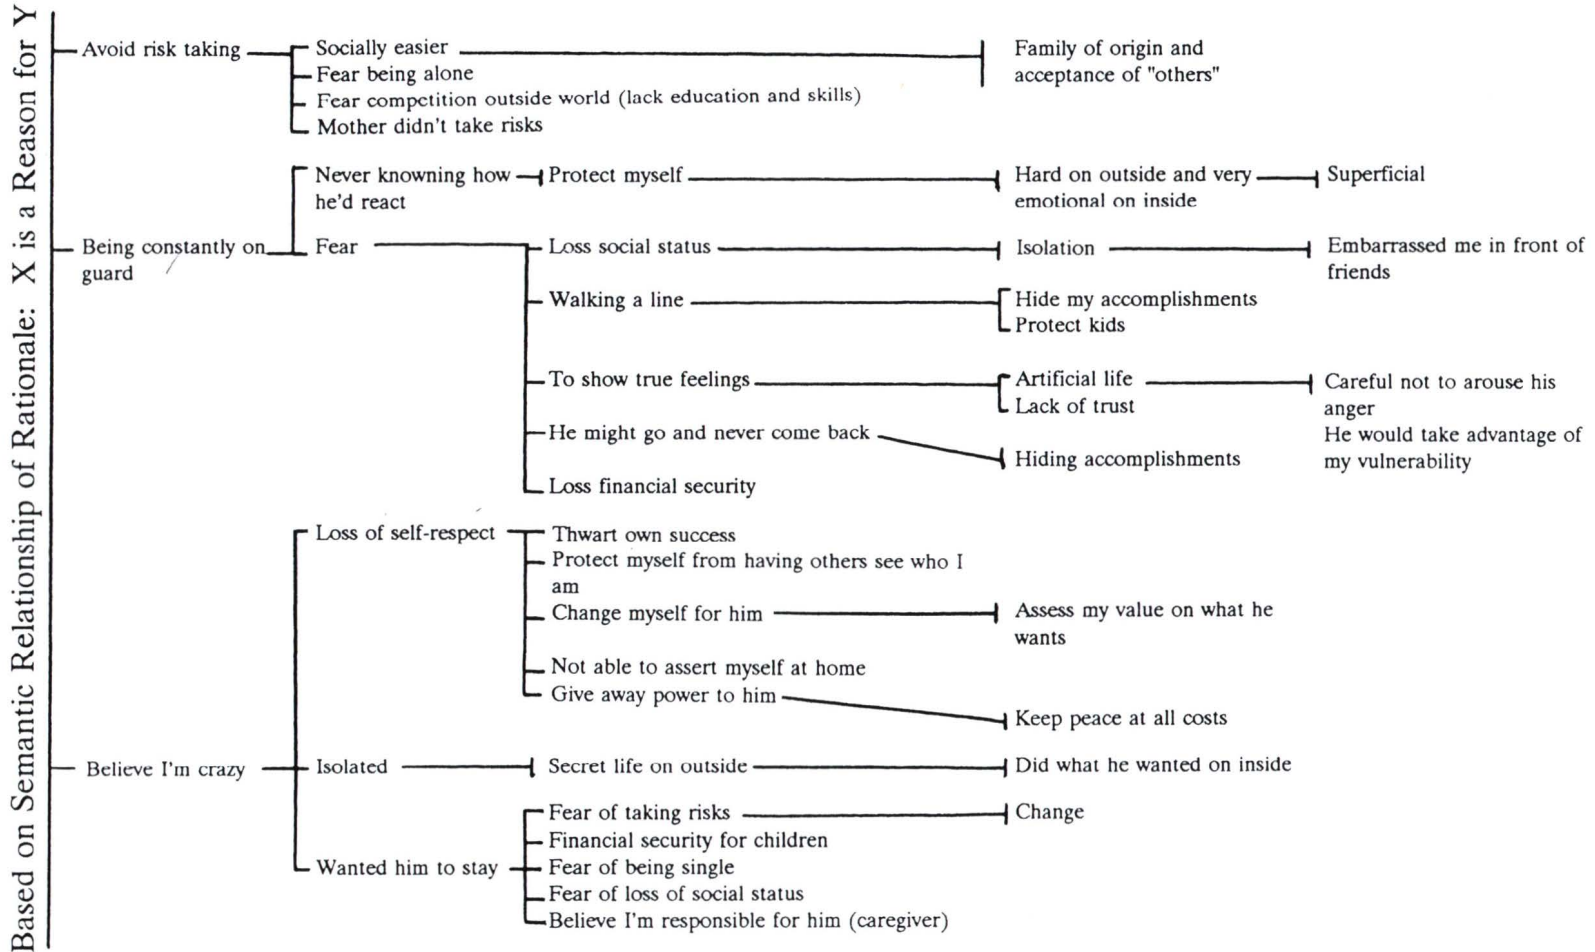 Based on Semantic Relationship of Rationale: X is a Reason for Y
Avoid risk taking
Socially easier
Fear being alone
Fear competition outside world (lack education and skills)
Mother didn't take risks
Family of origin and
acceptance of "others"
Being constantly on
guard
Never knowning how
he'd react
Protect myself
Hard on outside and very
emotional on inside
Superficial
Fear
Loss social status
Isolation
Embarrassed me in front of
friends
Walking a line
Hide my accomplishments
Protect kids
To show true feelings
Artificial life
Lack of trust
Careful not to arouse his
anger
He would take advantage of
my vulnerability
He might go and never come back
Hiding accomplishments
Loss financial security
Believe I'm crazy
Loss of self-respect
Thwart own success
Protect myself from having others see who I
am
Change myself for him
Assess my value on what he
wants
Not able to assert myself at home
Give away power to him
Keep peace at all costs
Isolated
Secret life on outside
Did what he wanted on inside
Wanted him to stay
Fear of taking risks
Change
Financial security for children
Fear of being single
Fear of loss of social status
Believe I'm responsible for him (caregiver)